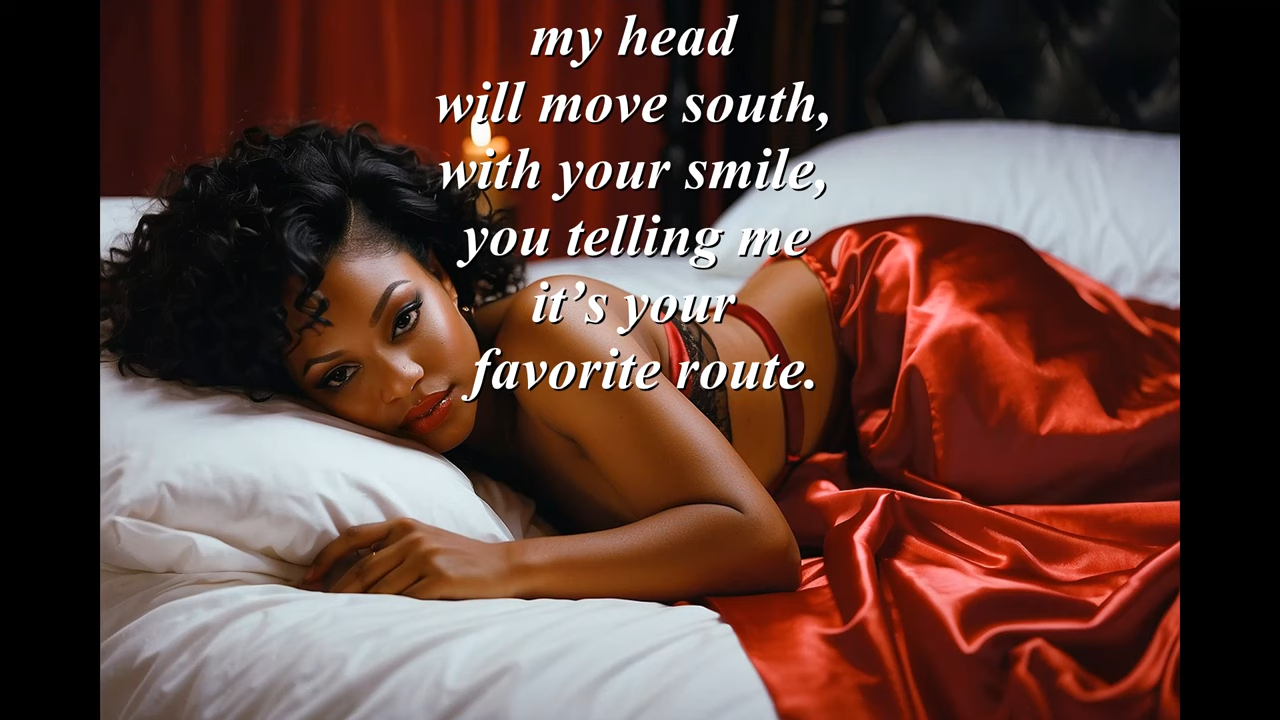 my head
will move south,
with your smile,
you telling me
it’s your
favorite route.